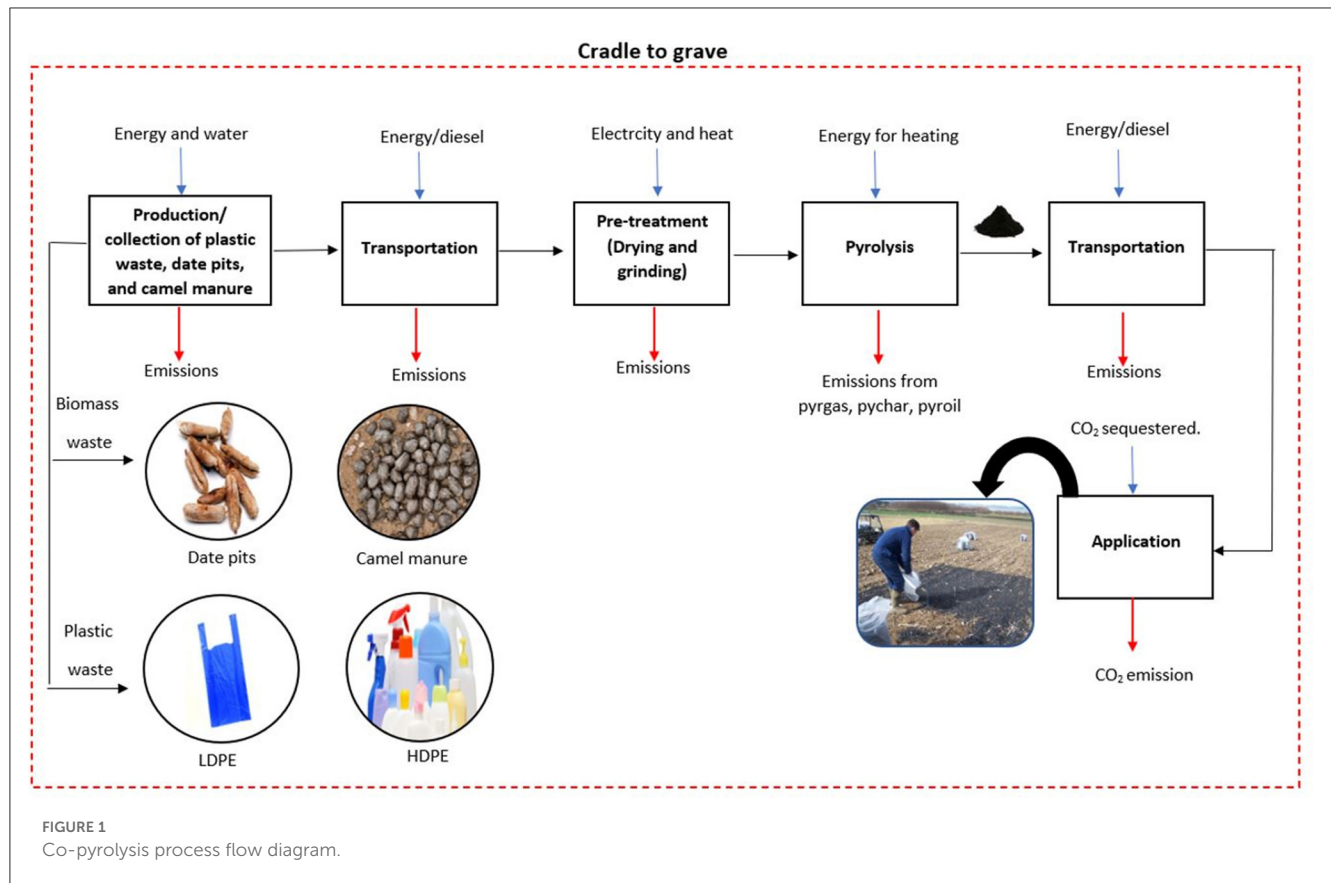 Cradle to grave
Energy and water
Energy/diesel
Electrcity and heat
Energy for heating
Energy/diesel
Production/
collection of plastic
waste, date pits,
and camel manure
Transportation
Pre-treatment
(Drying and
grinding)
Pyrolysis
Transportation
Emissions
Emissions
Emissions
Emissions from
pyrgas, pychar, pyroil
Emissions
Biomass
waste
Date pits
Camel manure
CO₂ sequestered.
Application
CO₂ emission
Plastic
waste
LDPE
HDPE
FIGURE 1
Co-pyrolysis process flow diagram.